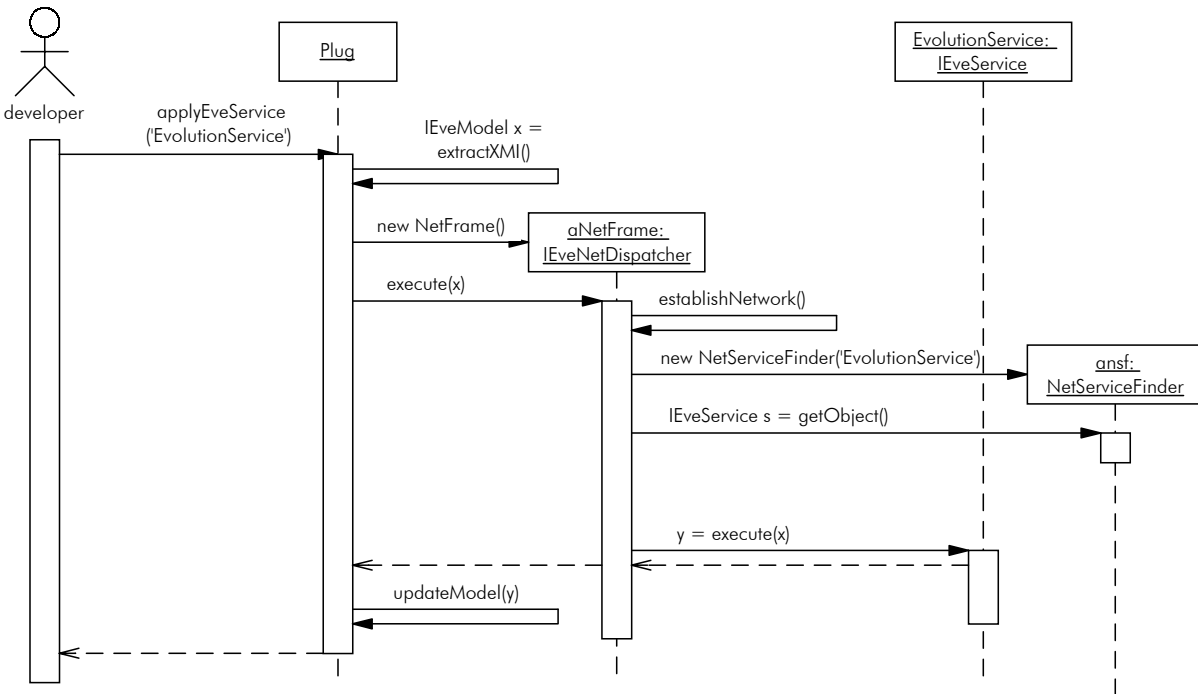 Plug
EvolutionService:
IEveService
developer
applyEveService
('EvolutionService')
IEveModel x =
extractXMI()
new NetFrame()
aNetFrame:
IEveNetDispatcher
execute(x)
establishNetwork()
new NetServiceFinder('EvolutionService')
ansf:
NetServiceFinder
IEveService s = getObject()
y = execute(x)
updateModel(y)